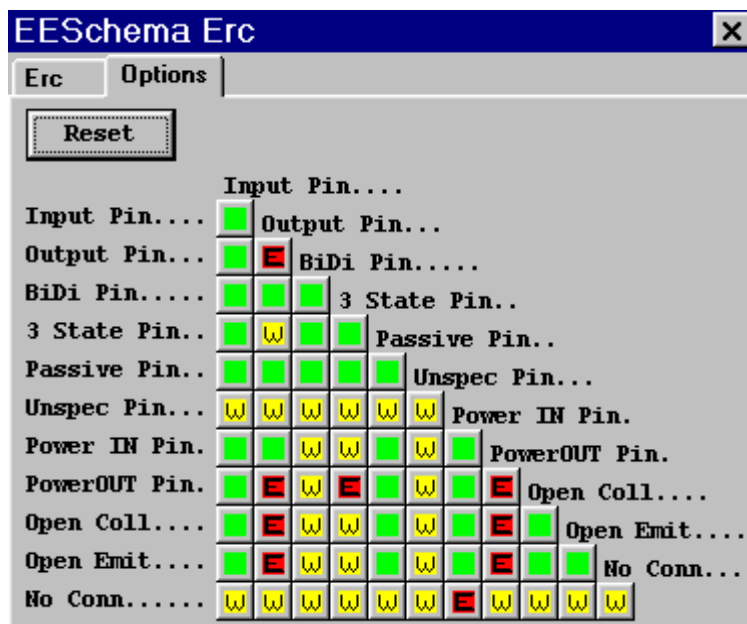 EESchema Erc
Erc Options
Reset
Input Pin....
Input Pin.... Output Pin...
Output Pin... E BiDi Pin.....
BiDi Pin..... 3 State Pin..
3 State Pin.. W Passive Pin..
Passive Pin.. Unspec Pin...
Unspec Pin... W W W W W W Power IN Pin.
Power IN Pin. W W W PowerOUT Pin.
PowerOUT Pin. E W E W E Open Coll....
Open Coll.... E W W W E Open Emit....
Open Emit.... E W W W E No Conn...
No Conn...... W W W W W W E W W W W